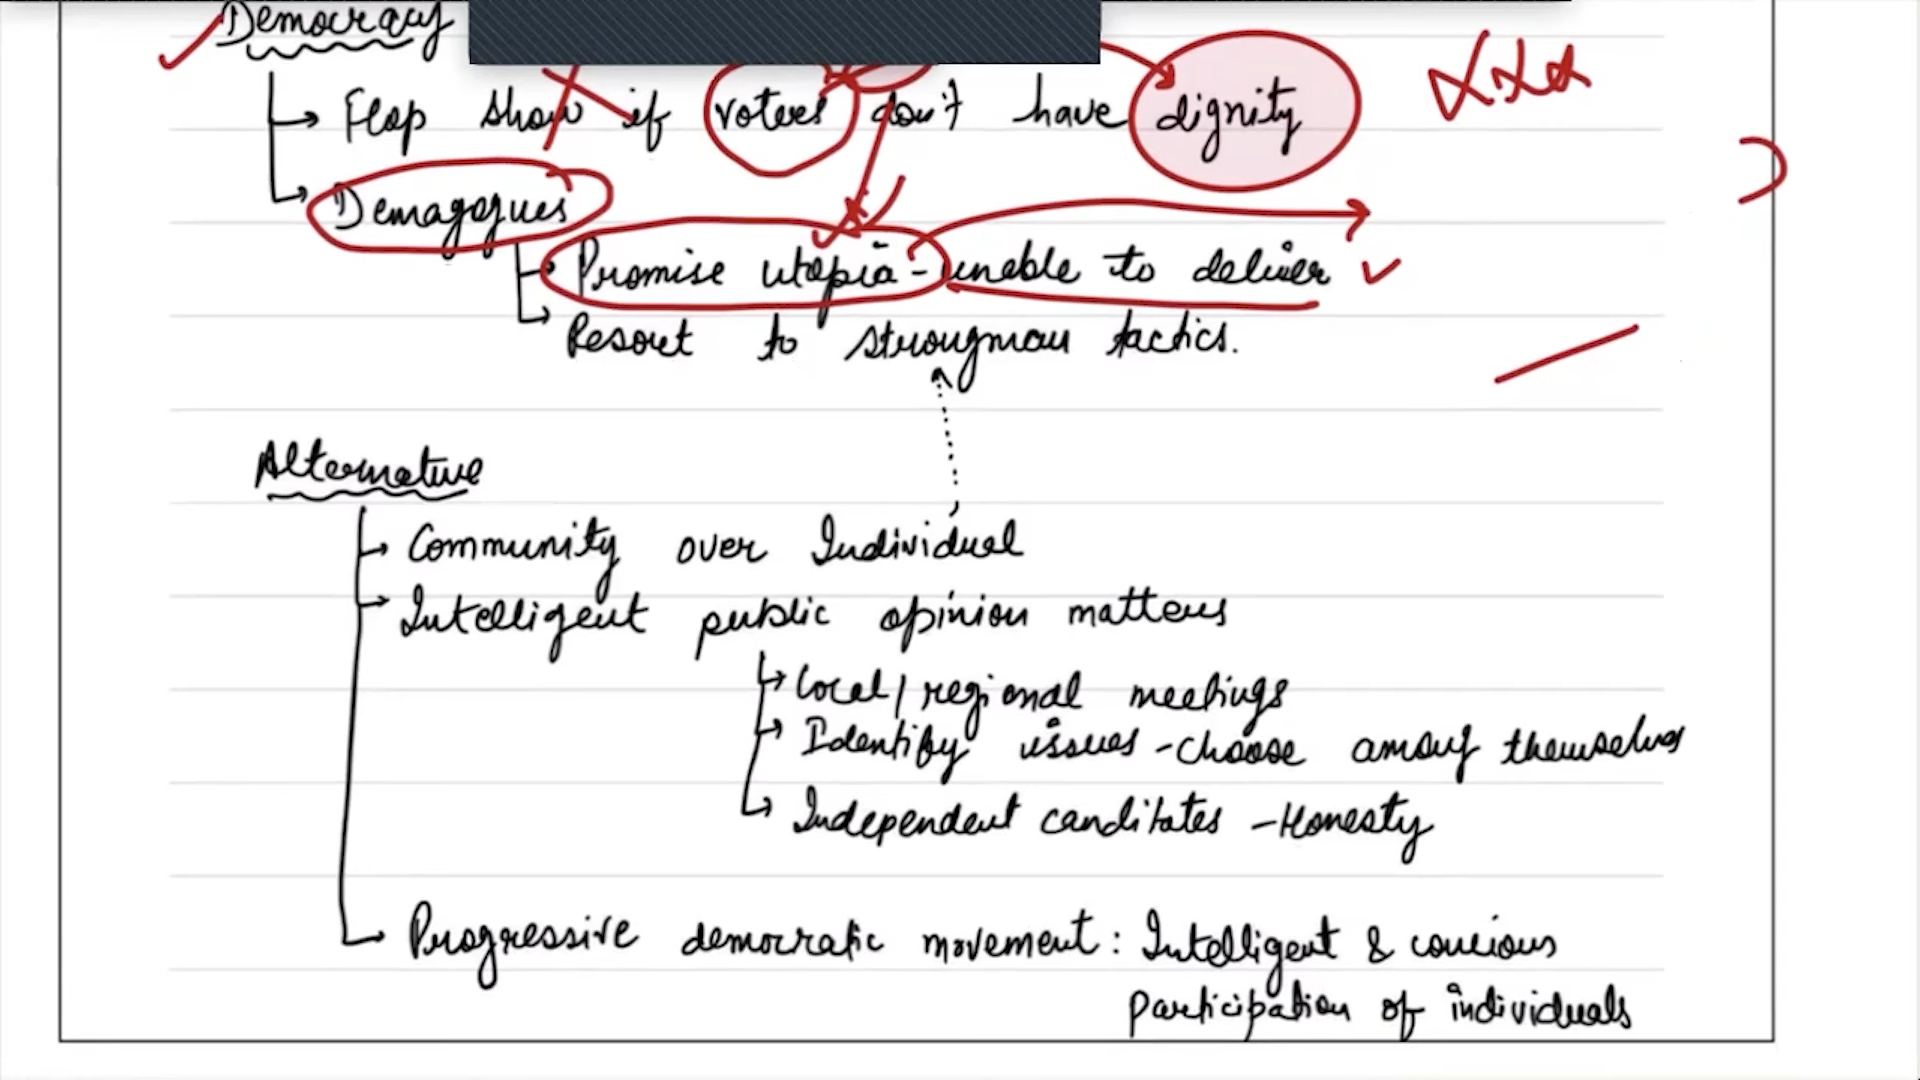 Democracy
Flop show if voters don't have dignity
Demagogues
Promise utopia - unable to deliver
Resort to strongman tactics.
Alternative
Community over Individual
Intelligent public opinion matters
Local / regional meetings
Identify issues - choose among themselves
Independent canditates - Honesty
Progressive democratic movement : Intelligent & concious
participation of individuals